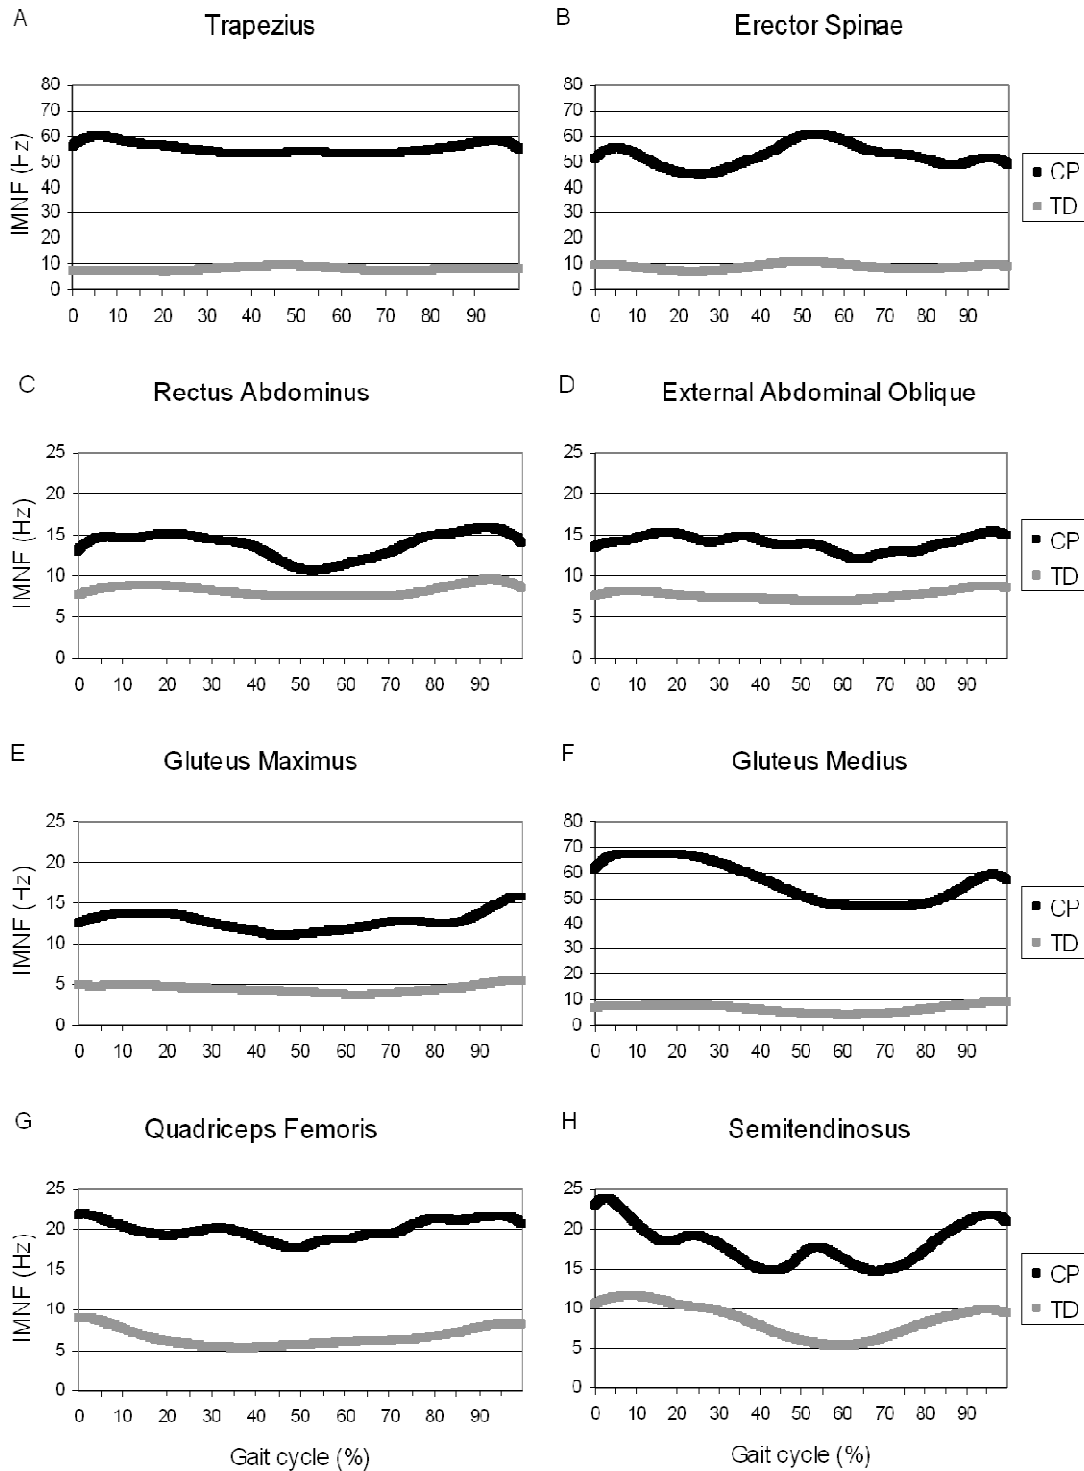 A Trapezius
B Erector Spinae
IMNF (Hz)
80
70
60
50
40
30
20
10
0
0 10 20 30 40 50 60 70 80 90
80
70
60
50
40
30
20
10
0
0 10 20 30 40 50 60 70 80 90
CP
TD
C Rectus Abdominus
D External Abdominal Oblique
IMNF (Hz)
25
20
15
10
5
0
0 10 20 30 40 50 60 70 80 90
25
20
15
10
5
0
0 10 20 30 40 50 60 70 80 90
CP
TD
E Gluteus Maximus
F Gluteus Medius
IMNF (Hz)
25
20
15
10
5
0
0 10 20 30 40 50 60 70 80 90
80
70
60
50
40
30
20
10
0
0 10 20 30 40 50 60 70 80 90
CP
TD
G Quadriceps Femoris
H Semitendinosus
IMNF (Hz)
25
20
15
10
5
0
0 10 20 30 40 50 60 70 80 90
Gait cycle (%)
25
20
15
10
5
0
0 10 20 30 40 50 60 70 80 90
Gait cycle (%)
CP
TD